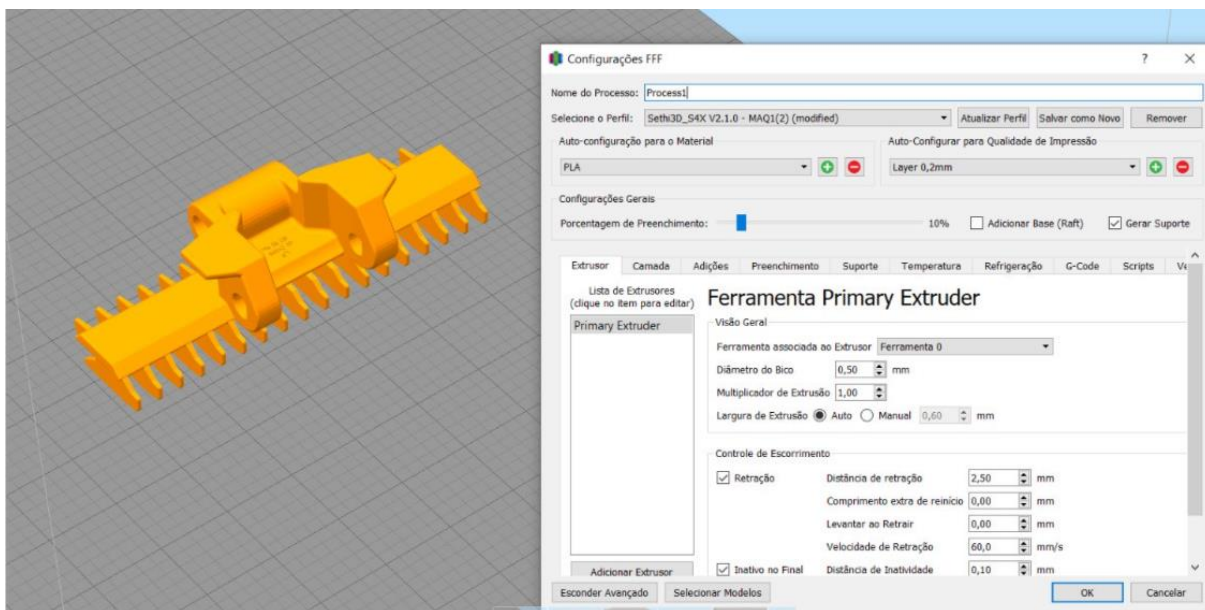 Configurações FFF
? ×
Nome do Processo: Process1
Selecione o Perfil: Sethi3D_S4X V2.1.0 - MAQ1(2) (modified) Atualizar Perfil Salvar como Novo Remover
Auto-configuração para o Material Auto-Configurar para Qualidade de Impressão
PLA Layer 0,2mm
Configurações Gerais
Porcentagem de Preenchimento: 10% Adicionar Base (Raft) Gerar Suporte
Extrusor Camada Adições Preenchimento Suporte Temperatura Refrigeração G-Code Scripts Ve
Lista de Extrusores
(clique no item para editar)
Primary Extruder
Adicionar Extrusor
Ferramenta Primary Extruder
Visão Geral
Ferramenta associada ao Extrusor Ferramenta 0
Diâmetro do Bico 0,50 mm
Multiplicador de Extrusão 1,00
Largura de Extrusão Auto Manual 0,60 mm
Controle de Escorrimento
Retração Distância de retração 2,50 mm
Comprimento extra de reinício 0,00 mm
Levantar ao Retrair 0,00 mm
Velocidade de Retração 60,0 mm/s
Inativo no Final Distância de Inatividade 0,10 mm
Esconder Avançado Selecionar Modelos OK Cancelar